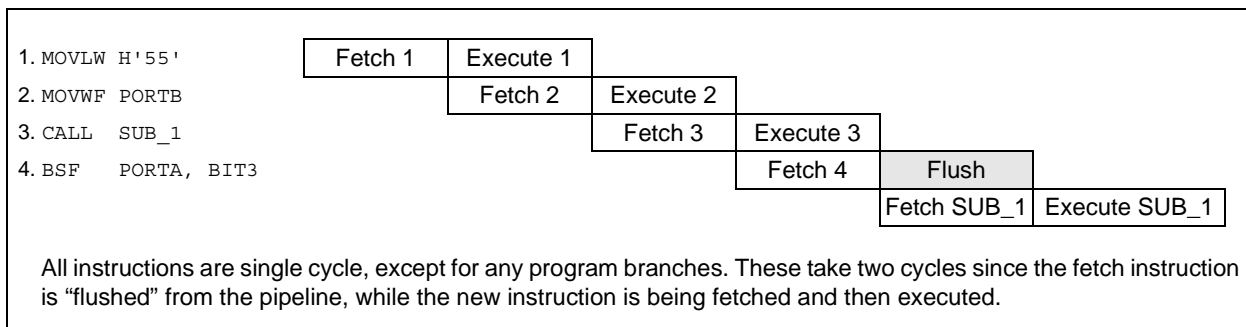 1. MOVLW H'55' Fetch 1 Execute 1
2. MOVWF PORTB Fetch 2 Execute 2
3. CALL SUB_1 Fetch 3 Execute 3
4. BSF PORTA, BIT3 Fetch 4 Flush
Fetch SUB_1 Execute SUB_1
All instructions are single cycle, except for any program branches. These take two cycles since the fetch instruction
is “flushed” from the pipeline, while the new instruction is being fetched and then executed.